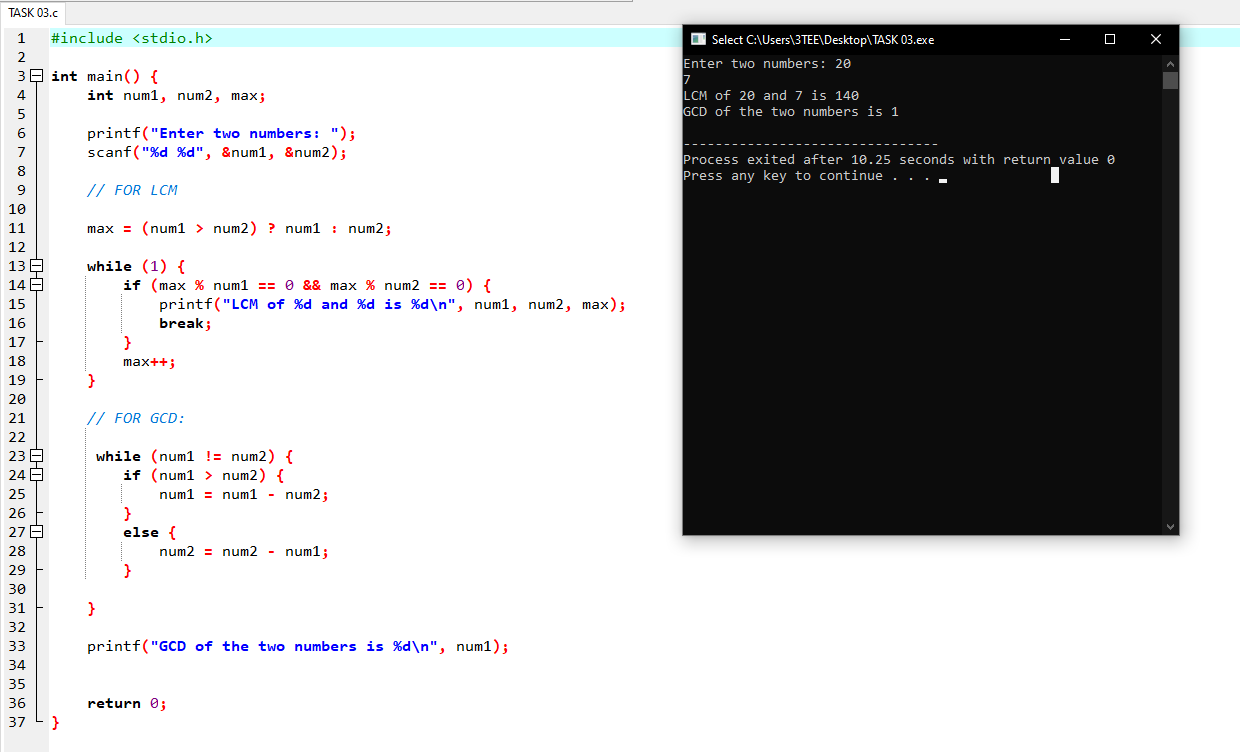 TASK 03.c
1 #include <stdio.h>
2
3 int main() {
4     int num1, num2, max;
5
6     printf("Enter two numbers: ");
7     scanf("%d %d", &num1, &num2);
8
9     // FOR LCM
10
11     max = (num1 > num2) ? num1 : num2;
12
13     while (1) {
14         if (max % num1 == 0 && max % num2 == 0) {
15             printf("LCM of %d and %d is %d\n", num1, num2, max);
16             break;
17         }
18         max++;
19     }
20
21     // FOR GCD:
22
23      while (num1 != num2) {
24         if (num1 > num2) {
25             num1 = num1 - num2;
26         }
27         else {
28             num2 = num2 - num1;
29         }
30
31     }
32
33     printf("GCD of the two numbers is %d\n", num1);
34
35
36     return 0;
37 }
Select C:\Users\3TEE\Desktop\TASK 03.exe
Enter two numbers: 20
7
LCM of 20 and 7 is 140
GCD of the two numbers is 1

--------------------------------
Process exited after 10.25 seconds with return value 0
Press any key to continue . . .